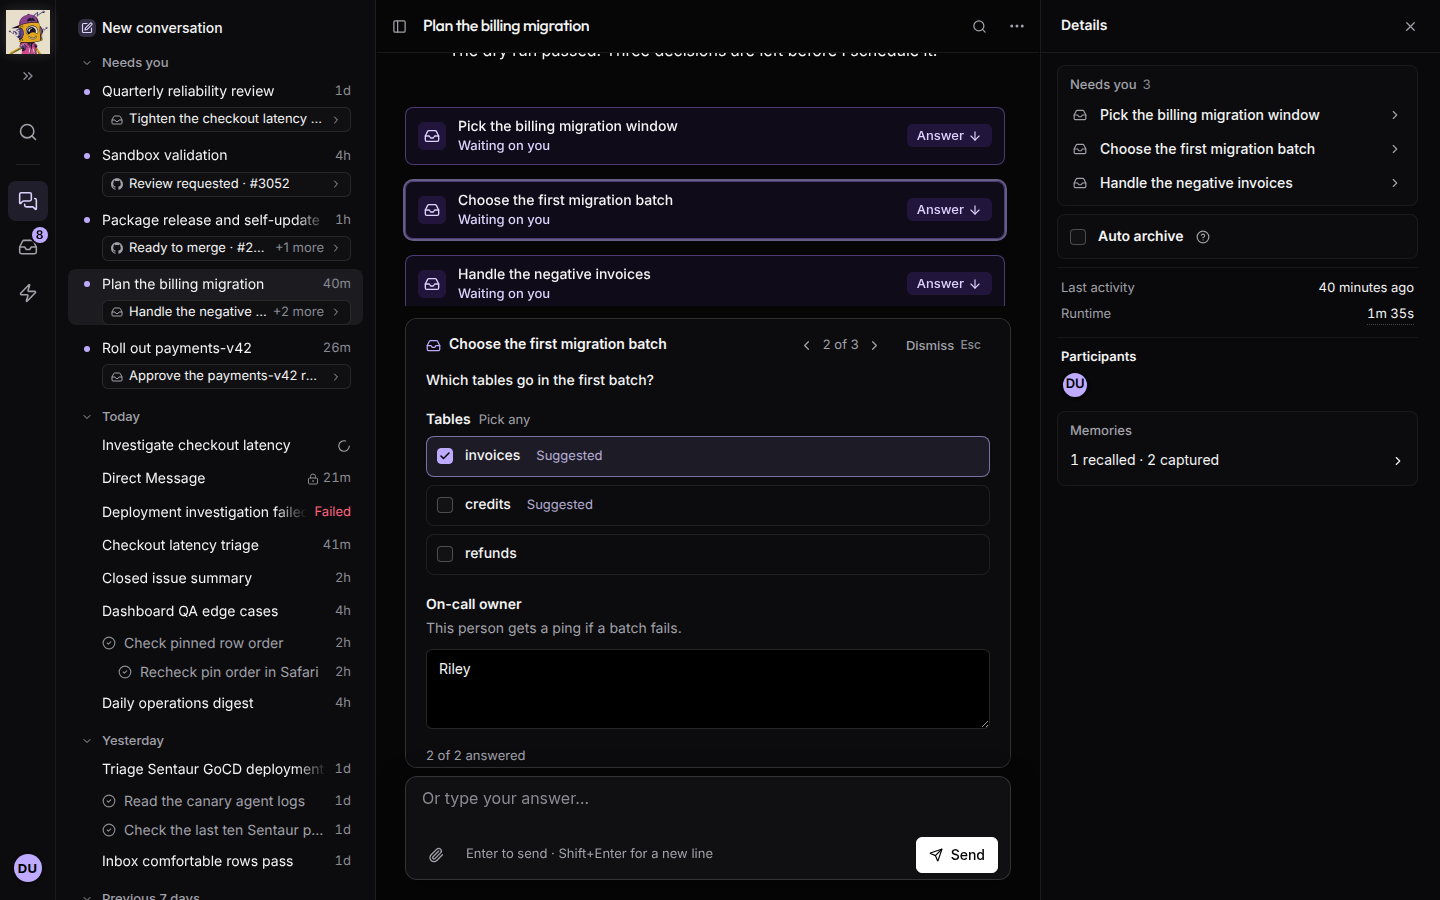 New conversation
Needs you
Quarterly reliability review 1d
Tighten the checkout latency ...
Sandbox validation 4h
Review requested · #3052
Package release and self-update 1h
Ready to merge · #2... +1 more
8
Plan the billing migration 40m
Handle the negative ... +2 more
Roll out payments-v42 26m
Approve the payments-v42 r...
Today
Investigate checkout latency
Direct Message 21m
Deployment investigation failed Failed
Checkout latency triage 41m
Closed issue summary 2h
Dashboard QA edge cases 4h
Check pinned row order 2h
Recheck pin order in Safari 2h
Daily operations digest 4h
Yesterday
Triage Sentaur GoCD deployment 1d
Read the canary agent logs 1d
Check the last ten Sentaur p... 1d
Inbox comfortable rows pass 1d
Previous 7 days
DU
Plan the billing migration
The dry run passed. Three decisions are left before I schedule it.
Pick the billing migration window
Waiting on you
Answer
Choose the first migration batch
Waiting on you
Answer
Handle the negative invoices
Waiting on you
Answer
Choose the first migration batch 2 of 3 Dismiss Esc
Which tables go in the first batch?
Tables Pick any
invoices Suggested
credits Suggested
refunds
On-call owner
This person gets a ping if a batch fails.
Riley
2 of 2 answered
Or type your answer...
Enter to send · Shift+Enter for a new line
Send
Details
Needs you 3
Pick the billing migration window
Choose the first migration batch
Handle the negative invoices
Auto archive
Last activity 40 minutes ago
Runtime 1m 35s
Participants
DU
Memories
1 recalled · 2 captured